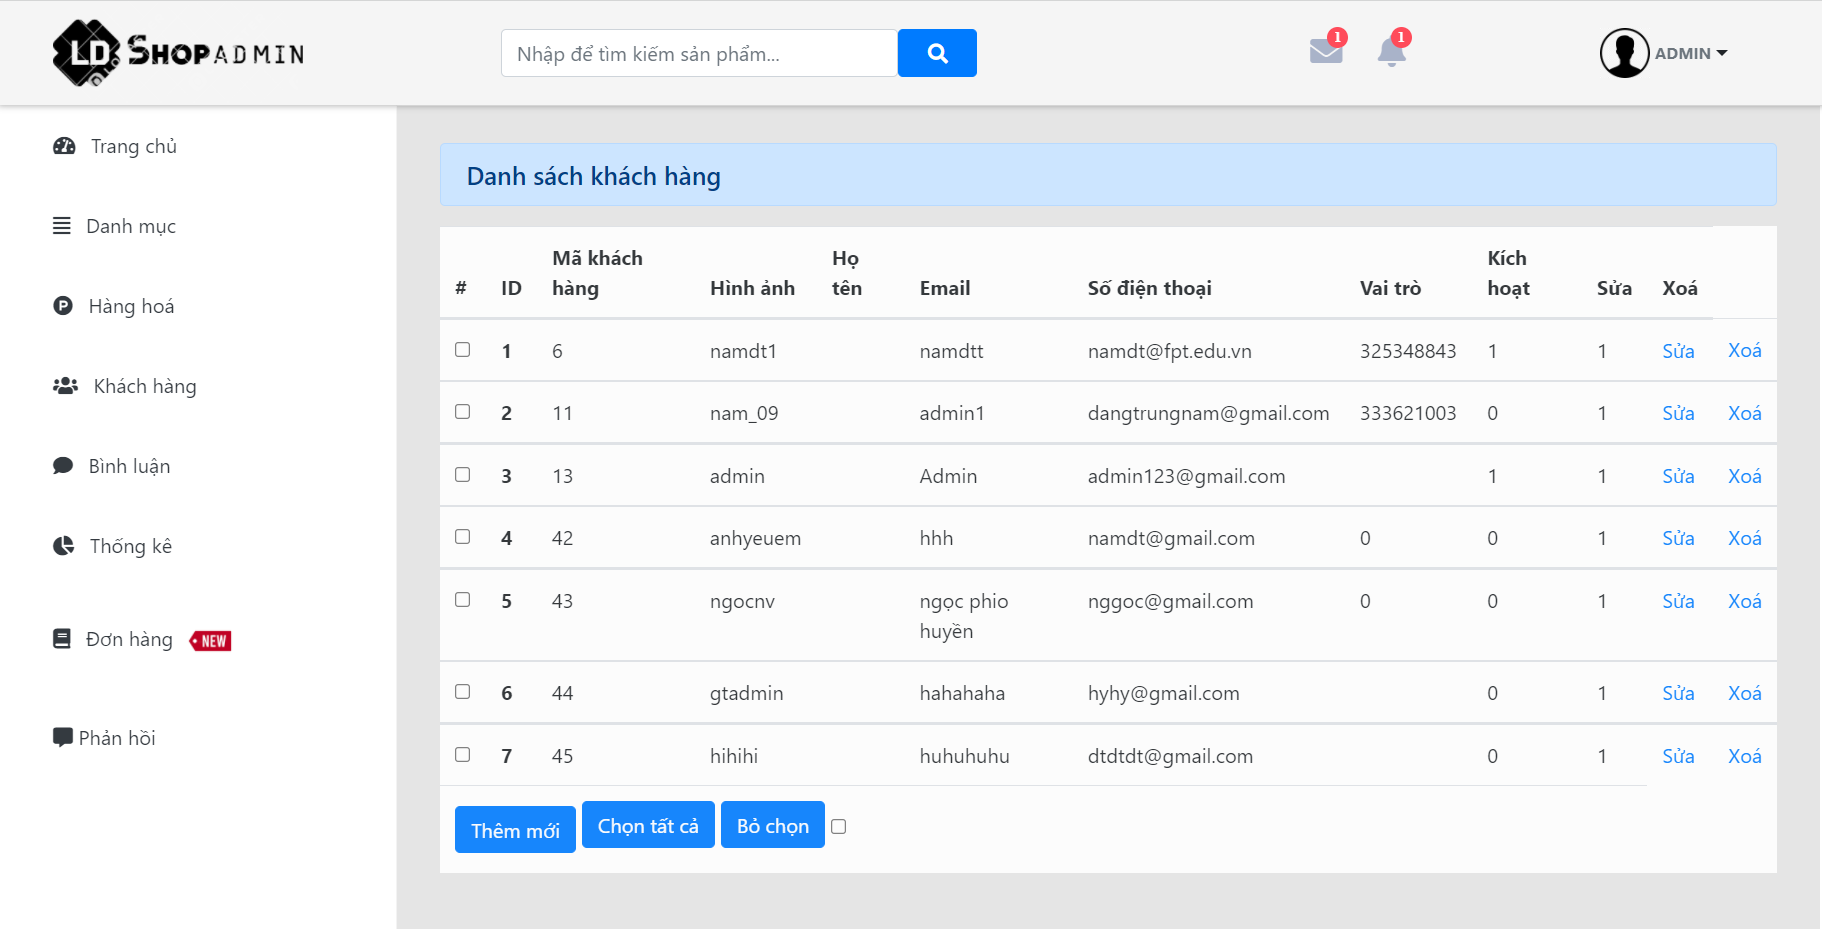 LD SHOP ADMIN
Nhập để tìm kiếm sản phẩm...
1
1
ADMIN
Trang chủ
Danh mục
Hàng hoá
Khách hàng
Bình luận
Thống kê
Đơn hàng NEW
Phản hồi
Danh sách khách hàng
# ID Mã khách hàng Hình ảnh Họ tên Email Số điện thoại Vai trò Kích hoạt Sửa Xoá
1 6 namdt1 namdtt namdt@fpt.edu.vn 325348843 1 1 Sửa Xoá
2 11 nam_09 admin1 dangtrungnam@gmail.com 333621003 0 1 Sửa Xoá
3 13 admin Admin admin123@gmail.com 1 1 Sửa Xoá
4 42 anhyeuem hhh namdt@gmail.com 0 0 1 Sửa Xoá
5 43 ngocnv ngọc phio huyền nggoc@gmail.com 0 0 1 Sửa Xoá
6 44 gtadmin hahahaha hyhy@gmail.com 0 1 Sửa Xoá
7 45 hihihi huhuhuhu dtdtdt@gmail.com 0 1 Sửa Xoá
Thêm mới Chọn tất cả Bỏ chọn